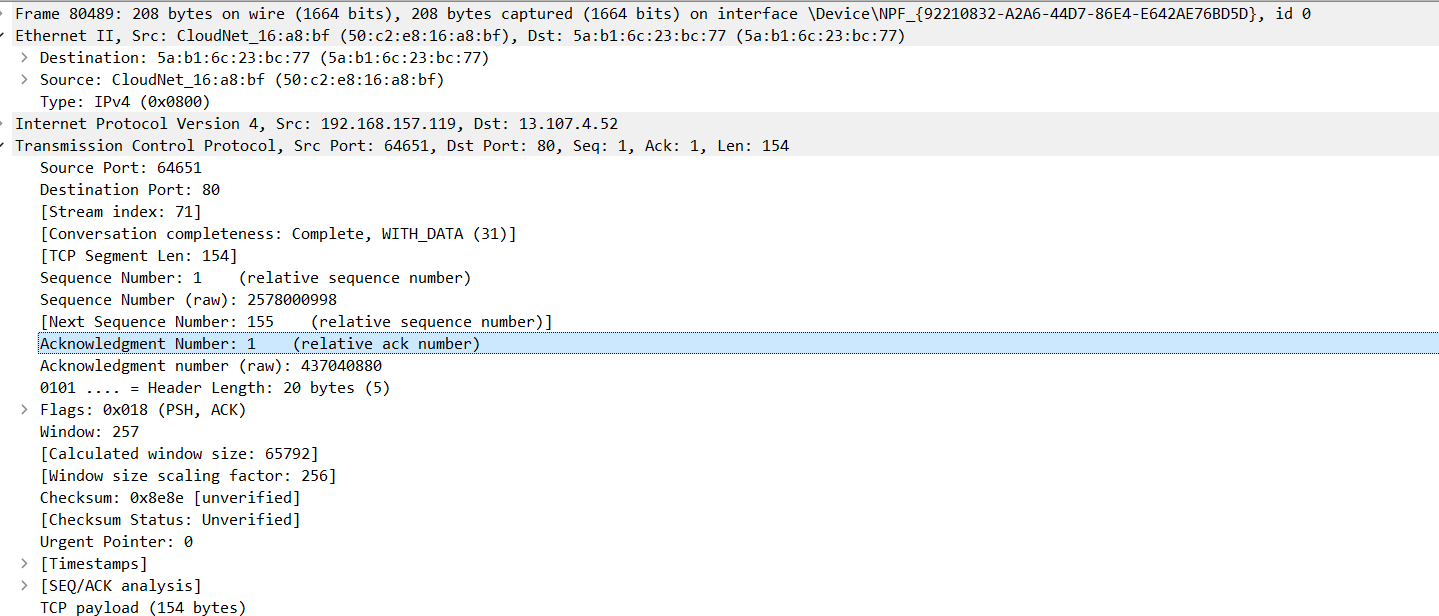 Frame 80489: 208 bytes on wire (1664 bits), 208 bytes captured (1664 bits) on interface \Device\NPF_{92210832-A2A6-44D7-86E4-E642AE76BD5D}, id 0
Ethernet II, Src: CloudNet_16:a8:bf (50:c2:e8:16:a8:bf), Dst: 5a:b1:6c:23:bc:77 (5a:b1:6c:23:bc:77)
Destination: 5a:b1:6c:23:bc:77 (5a:b1:6c:23:bc:77)
Source: CloudNet_16:a8:bf (50:c2:e8:16:a8:bf)
Type: IPv4 (0x0800)
Internet Protocol Version 4, Src: 192.168.157.119, Dst: 13.107.4.52
Transmission Control Protocol, Src Port: 64651, Dst Port: 80, Seq: 1, Ack: 1, Len: 154
Source Port: 64651
Destination Port: 80
[Stream index: 71]
[Conversation completeness: Complete, WITH_DATA (31)]
[TCP Segment Len: 154]
Sequence Number: 1    (relative sequence number)
Sequence Number (raw): 2578000998
[Next Sequence Number: 155    (relative sequence number)]
Acknowledgment Number: 1    (relative ack number)
Acknowledgment number (raw): 437040880
0101 .... = Header Length: 20 bytes (5)
Flags: 0x018 (PSH, ACK)
Window: 257
[Calculated window size: 65792]
[Window size scaling factor: 256]
Checksum: 0x8e8e [unverified]
[Checksum Status: Unverified]
Urgent Pointer: 0
[Timestamps]
[SEQ/ACK analysis]
TCP payload (154 bytes)